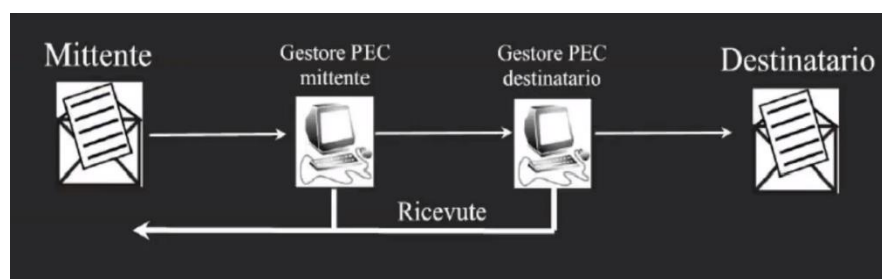 Mittente
Gestore PEC
mittente
Gestore PEC
destinatario
Destinatario
Ricevute